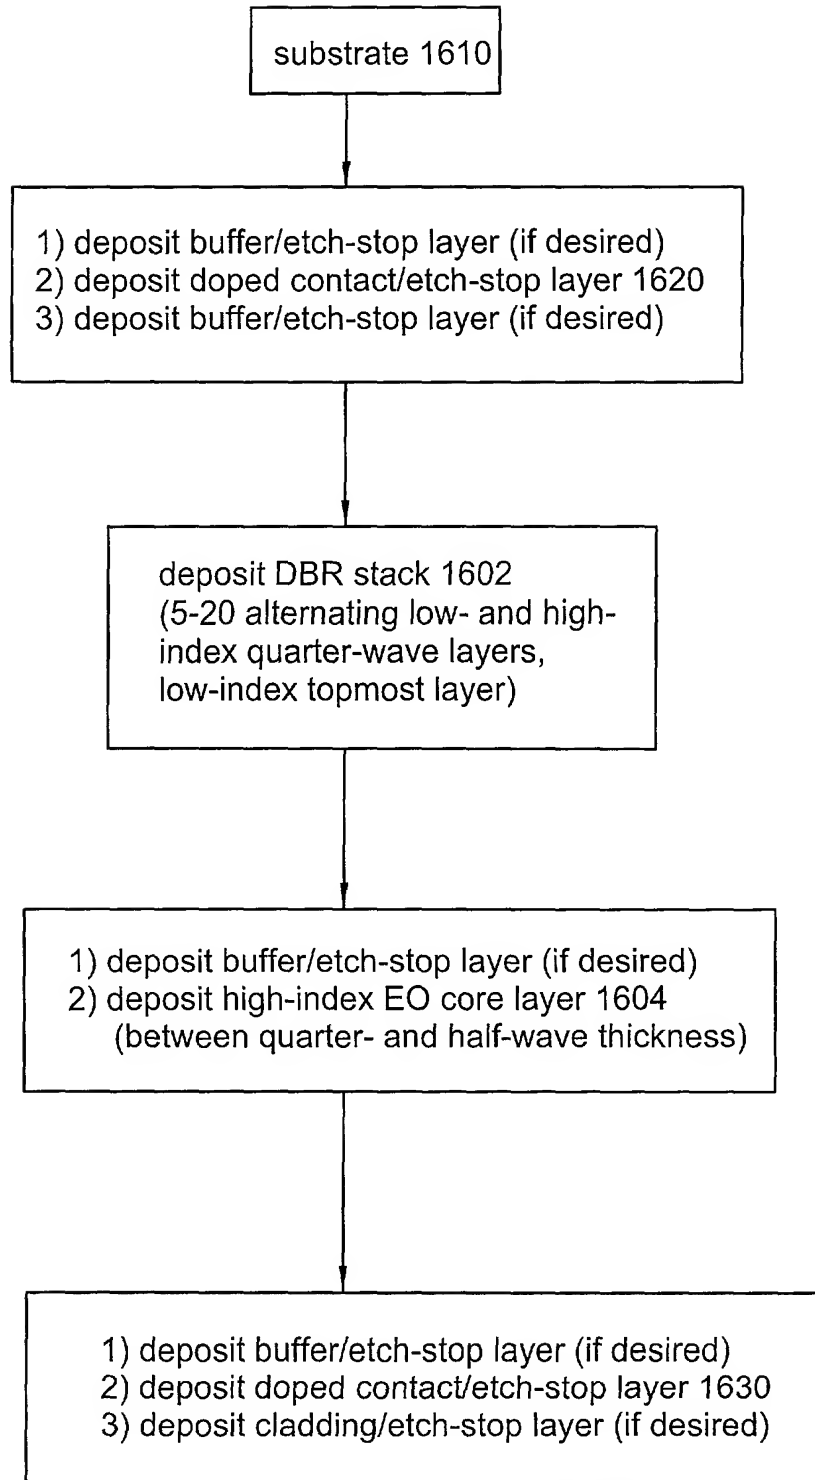 substrate 1610
1) deposit buffer/etch-stop layer (if desired)
2) deposit doped contact/etch-stop layer 1620
3) deposit buffer/etch-stop layer (if desired)
deposit DBR stack 1602
(5-20 alternating low- and high-
index quarter-wave layers,
low-index topmost layer)
1) deposit buffer/etch-stop layer (if desired)
2) deposit high-index EO core layer 1604
(between quarter- and half-wave thickness)
1) deposit buffer/etch-stop layer (if desired)
2) deposit doped contact/etch-stop layer 1630
3) deposit cladding/etch-stop layer (if desired)